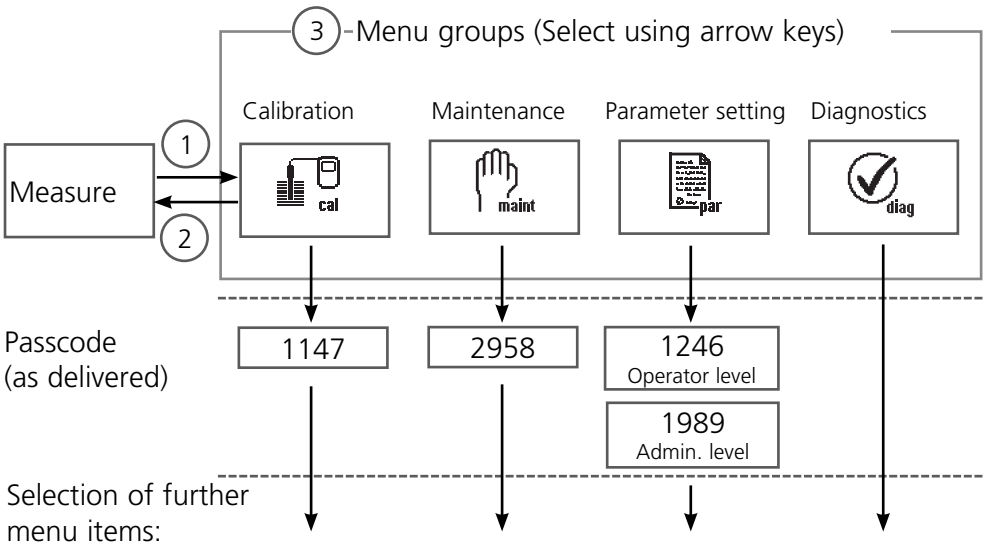 3 Menu groups (Select using arrow keys)
Calibration Maintenance Parameter setting Diagnostics
1
Measure
cal maint par diag
2
Passcode
(as delivered)
1147 2958 1246
Operator level
1989
Admin. level
Selection of further
menu items: